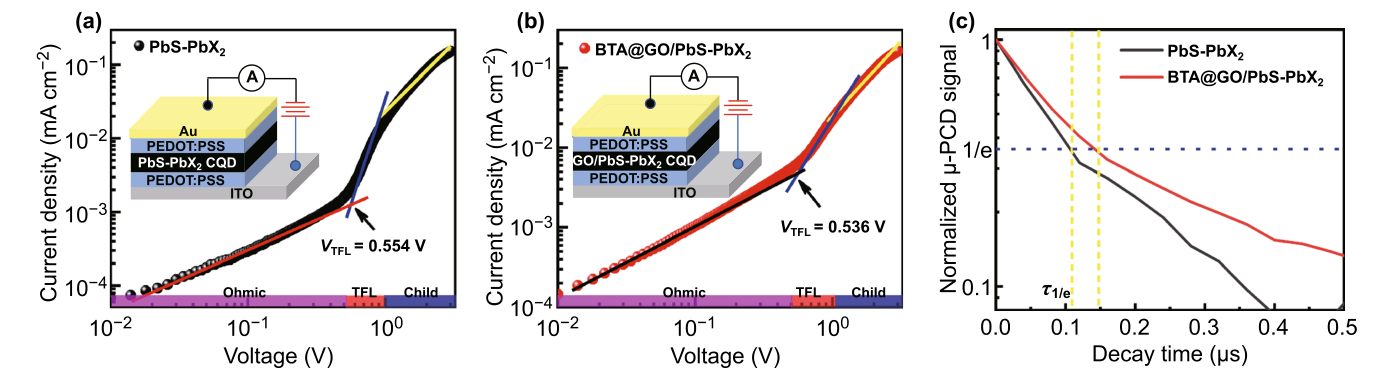 (a)
PbS-PbX₂
A
Au
PEDOT:PSS
PbS-PbX₂ CQD
PEDOT:PSS
ITO
V_TFL = 0.554 V
Ohmic TFL Child
10⁻¹
10⁻²
10⁻³
10⁻⁴
Current density (mA cm⁻²)
10⁻² 10⁻¹ 10⁰
Voltage (V)
(b)
BTA@GO/PbS-PbX₂
A
Au
PEDOT:PSS
GO/PbS-PbX₂ CQD
PEDOT:PSS
ITO
V_TFL = 0.536 V
Ohmic TFL Child
10⁻¹
10⁻²
10⁻³
10⁻⁴
Current density (mA cm⁻²)
10⁻² 10⁻¹ 10⁰
Voltage (V)
(c)
PbS-PbX₂
BTA@GO/PbS-PbX₂
1
1/e
0.1
τ1/e
Normalized μ-PCD signal
0.0 0.1 0.2 0.3 0.4 0.5
Decay time (μs)